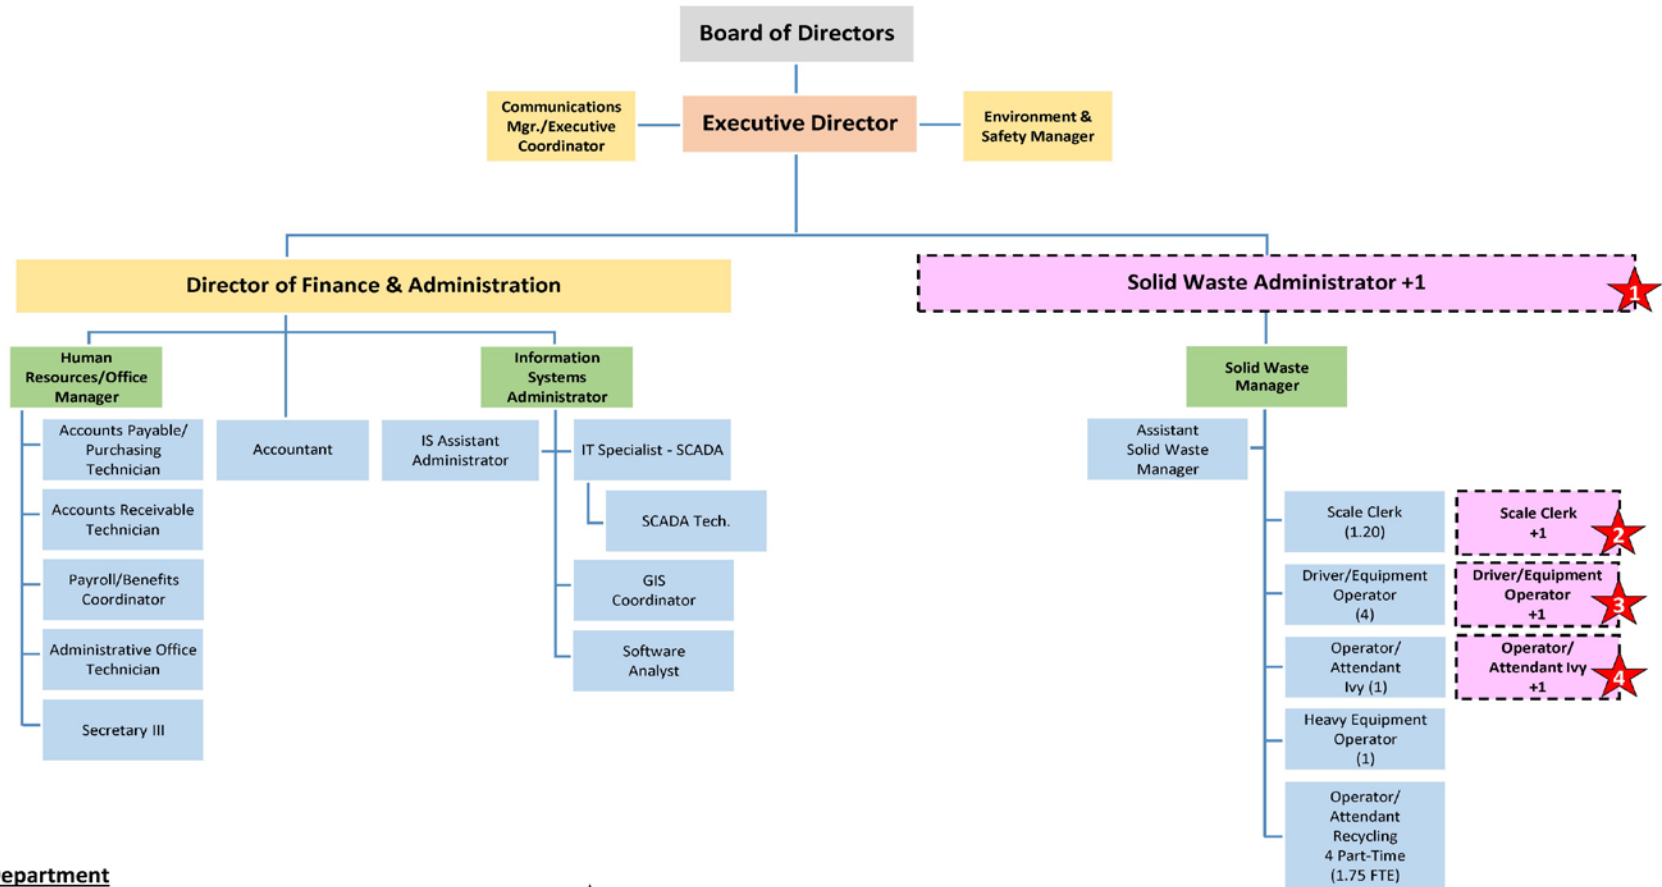 Board of Directors
Communications
Mgr./Executive
Coordinator
Executive Director
Environment &
Safety Manager
Director of Finance & Administration
Solid Waste Administrator +1
1
Human
Resources/Office
Manager
Information
Systems
Administrator
Solid Waste
Manager
Accounts Payable/
Purchasing
Technician
Accountant
IS Assistant
Administrator
IT Specialist - SCADA
Assistant
Solid Waste
Manager
Accounts Receivable
Technician
SCADA Tech.
Scale Clerk
(1.20)
Scale Clerk
+1
2
Payroll/Benefits
Coordinator
GIS
Coordinator
Driver/Equipment
Operator
(4)
Driver/Equipment
Operator
+1
3
Administrative Office
Technician
Software
Analyst
Operator/
Attendant
Ivy (1)
Operator/
Attendant Ivy
+1
4
Secretary III
Heavy Equipment
Operator
(1)
Operator/
Attendant
Recycling
4 Part-Time
(1.75 FTE)
epartment